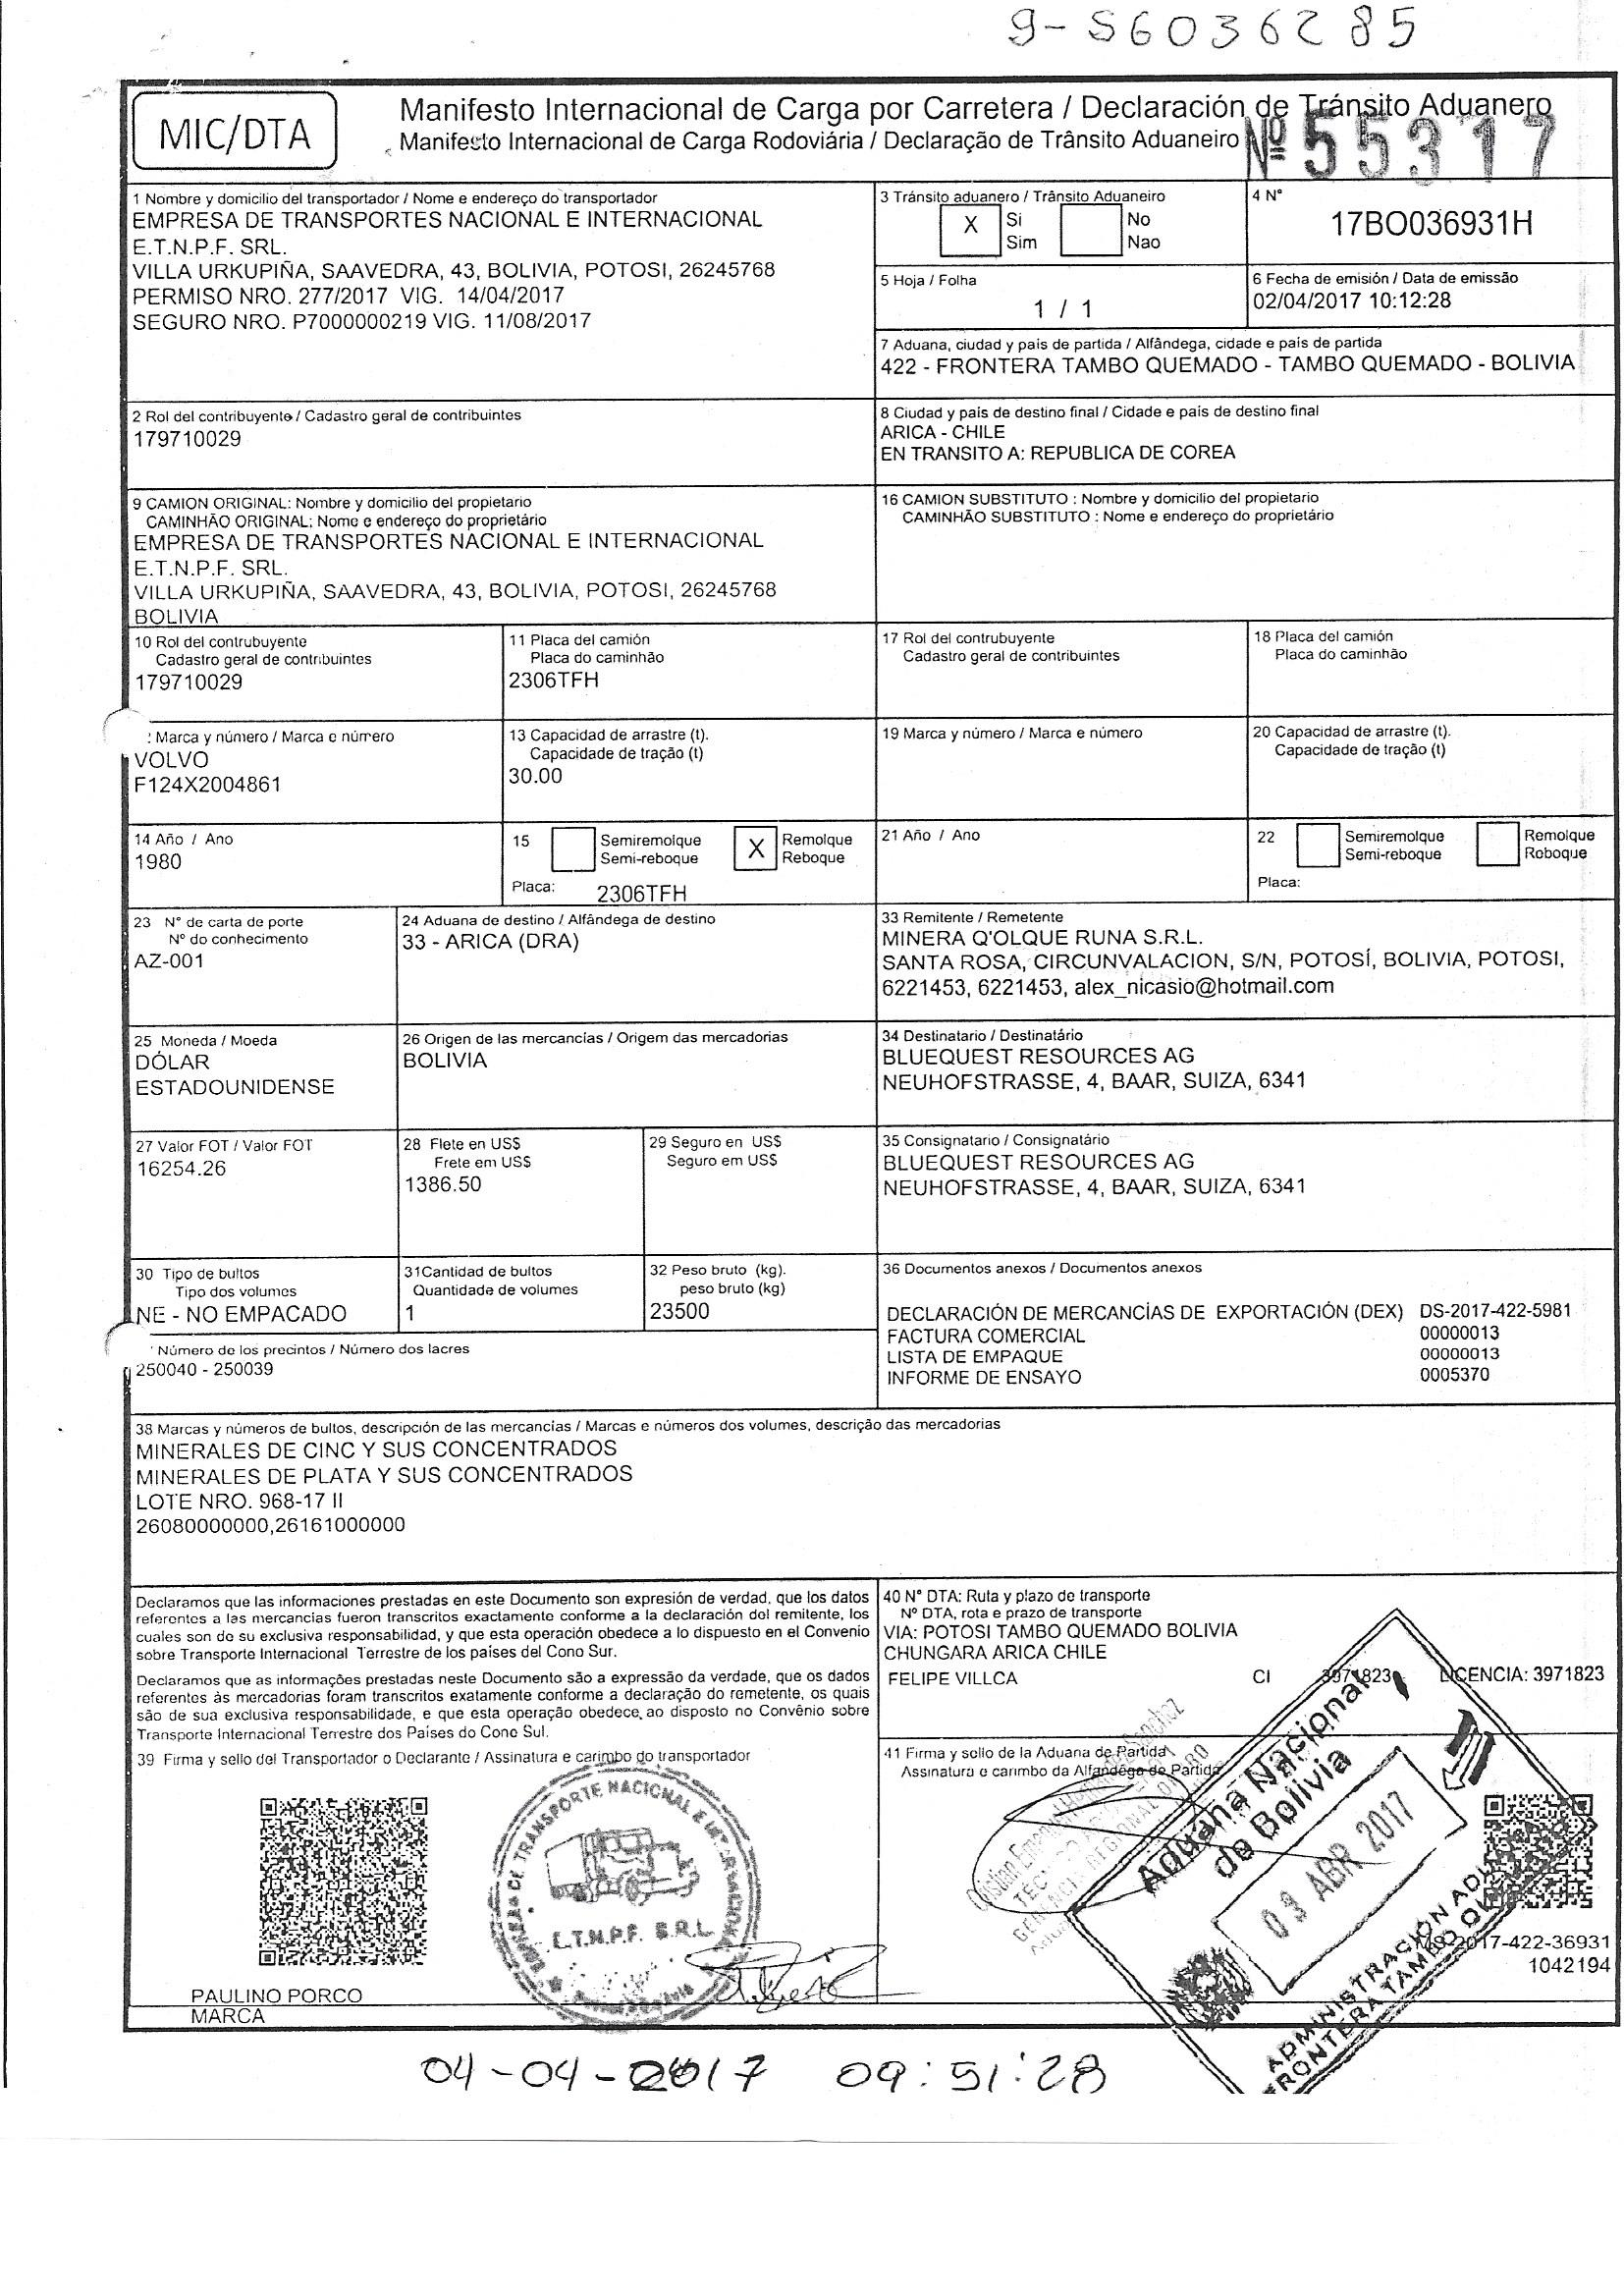 9-56036285
MIC/DTA
Manifesto Internacional de Carga por Carretera / Declaración de Tránsito Aduanero
Manifesto Internacional de Carga Rodoviária / Declaração de Trânsito Aduaneiro
Nº 55317
1 Nombre y domicilio del transportador / Nome e endereço do transportador
EMPRESA DE TRANSPORTES NACIONAL E INTERNACIONAL
E.T.N.P.F. SRL.
VILLA URKUPIÑA, SAAVEDRA, 43, BOLIVIA, POTOSI, 26245768
PERMISO NRO. 277/2017 VIG. 14/04/2017
SEGURO NRO. P7000000219 VIG. 11/08/2017
3 Tránsito aduanero / Trânsito Aduaneiro
X Si No
Sim Nao
4 N°
17BO036931H
5 Hoja / Folha
1 / 1
6 Fecha de emisión / Data de emissão
02/04/2017 10:12:28
7 Aduana, ciudad y pais de partida / Alfândega, cidade e país de partida
422 - FRONTERA TAMBO QUEMADO - TAMBO QUEMADO - BOLIVIA
2 Rol del contribuyente / Cadastro geral de contribuintes
179710029
8 Ciudad y pais de destino final / Cidade e pais de destino final
ARICA - CHILE
EN TRANSITO A: REPUBLICA DE COREA
9 CAMION ORIGINAL: Nombre y domicilio del propietario
CAMINHÃO ORIGINAL: Nome e endereço do proprietário
EMPRESA DE TRANSPORTES NACIONAL E INTERNACIONAL
E.T.N.P.F. SRL.
VILLA URKUPIÑA, SAAVEDRA, 43, BOLIVIA, POTOSI, 26245768
BOLIVIA
16 CAMION SUBSTITUTO : Nombre y domicilio del propietario
CAMINHÃO SUBSTITUTO : Nome e endereço do proprietário
10 Rol del contrubuyente
Cadastro geral de contribuintes
179710029
11 Placa del camión
Placa do caminhão
2306TFH
17 Rol del contrubuyente
Cadastro geral de contribuintes
18 Placa del camión
Placa do caminhão
: Marca y número / Marca e número
VOLVO
F124X2004861
13 Capacidad de arrastre (t).
Capacidade de tração (t)
30.00
19 Marca y número / Marca e número
20 Capacidad de arrastre (t).
Capacidade de tração (t)
14 Año / Ano
1980
15 Semiremolque X Remolque
Semi-reboque Reboque
Placa: 2306TFH
21 Año / Ano
22 Semiremolque Remolque
Semi-reboque Reboque
Placa:
23 N° de carta de porte
N° do conhecimento
AZ-001
24 Aduana de destino / Alfândega de destino
33 - ARICA (DRA)
33 Remitente / Remetente
MINERA Q'OLQUE RUNA S.R.L.
SANTA ROSA, CIRCUNVALACION, S/N, POTOSÍ, BOLIVIA, POTOSI,
6221453, 6221453, alex_nicasio@hotmail.com
25 Moneda / Moeda
DÓLAR
ESTADOUNIDENSE
26 Origen de las mercancías / Origem das mercadorias
BOLIVIA
34 Destinatario / Destinatário
BLUEQUEST RESOURCES AG
NEUHOFSTRASSE, 4, BAAR, SUIZA, 6341
27 Valor FOT / Valor FOT
16254.26
28 Flete en US$
Frete em US$
1386.50
29 Seguro en US$
Seguro em US$
35 Consignatario / Consignatário
BLUEQUEST RESOURCES AG
NEUHOFSTRASSE, 4, BAAR, SUIZA, 6341
30 Tipo de bultos
Tipo dos volumes
NE - NO EMPACADO
31Cantidad de bultos
Quantidade de volumes
1
32 Peso bruto (kg).
peso bruto (kg)
23500
36 Documentos anexos / Documentos anexos
DECLARACIÓN DE MERCANCÍAS DE EXPORTACIÓN (DEX) DS-2017-422-5981
FACTURA COMERCIAL 00000013
LISTA DE EMPAQUE 00000013
INFORME DE ENSAYO 0005370
Número de los precintos / Número dos lacres
250040 - 250039
38 Marcas y números de bultos, descripción de las mercancías / Marcas e números dos volumes, descrição das mercadorias
MINERALES DE CINC Y SUS CONCENTRADOS
MINERALES DE PLATA Y SUS CONCENTRADOS
LOTE NRO. 968-17 II
26080000000,26161000000
Declaramos que las informaciones prestadas en este Documento son expresión de verdad, que los datos
referentes a las mercancias fueron transcritos exactamente conforme a la declaración del remitente, los
cuales son de su exclusiva responsabilidad, y que esta operación obedece a lo dispuesto en el Convenio
sobre Transporte Internacional Terrestre de los países del Cono Sur.
Declaramos que as informações prestadas neste Documento são a expressão da verdade, que os dados
referentes às mercadorias foram transcritos exatamente conforme a declaração do remetente, os quais
são de sua exclusiva responsabilidade, e que esta operação obedece, ao disposto no Convênio sobre
Transporte Internacional Terrestre dos Países do Cono Sul.
40 N° DTA: Ruta y plazo de transporte
Nº DTA, rota e prazo de transporte
VIA: POTOSI TAMBO QUEMADO BOLIVIA
CHUNGARA ARICA CHILE
FELIPE VILLCA CI 3971823 LICENCIA: 3971823
39 Firma y sello del Transportador o Declarante / Assinatura e carimbo do transportador
EMPRESA DE TRANSPORTE NACIONAL E INTERNACIONAL
E.T.N.P.F. S.R.L.
PAULINO PORCO
MARCA
41 Firma y sello de la Aduana de Partida
Assinatura e carimbo da Alfandêga de Partida
Aduana Nacional
de Bolivia
03 ABR 2017
ADMINISTRACIÓN ADUANA
FRONTERA TAMBO QUEMADO
2017-422-36931
1042194
04-04-2017 09:51:28